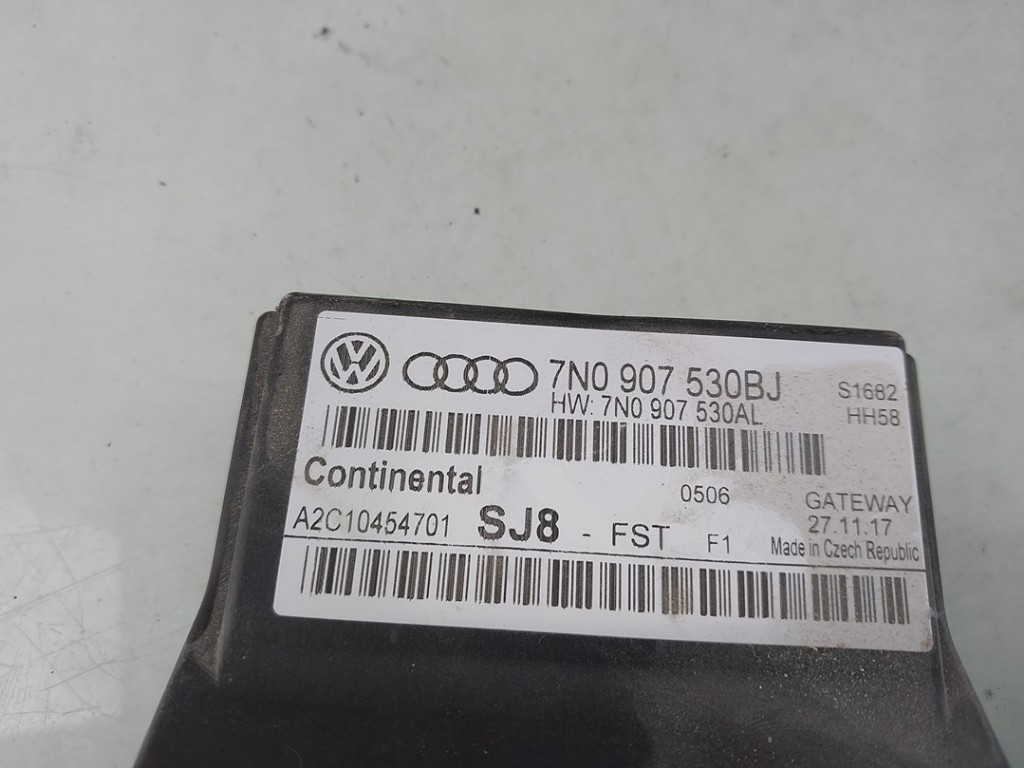 7N0 907 530BJ S1682
HW: 7N0 907 530AL HH58
Continental 0506 GATEWAY
A2C10454701 SJ8 - FST F1 27.11.17
Made in Czech Republic